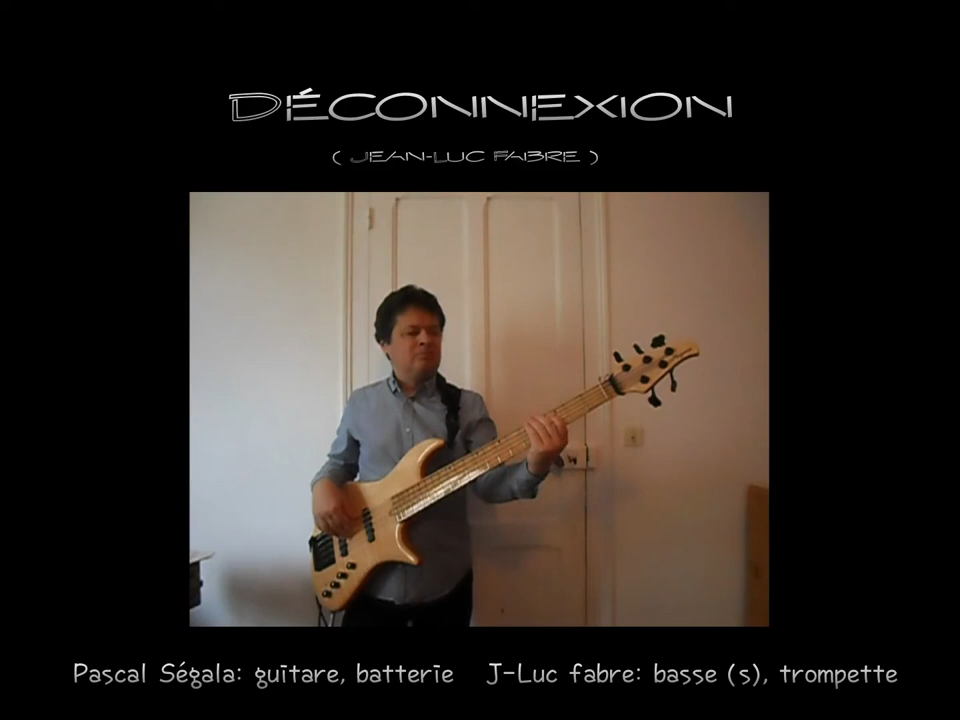 DÉCONNEXION
( JEAN-LUC FABRE )
Pascal Ségala: guitare, batterie J-Luc fabre: basse (s), trompette